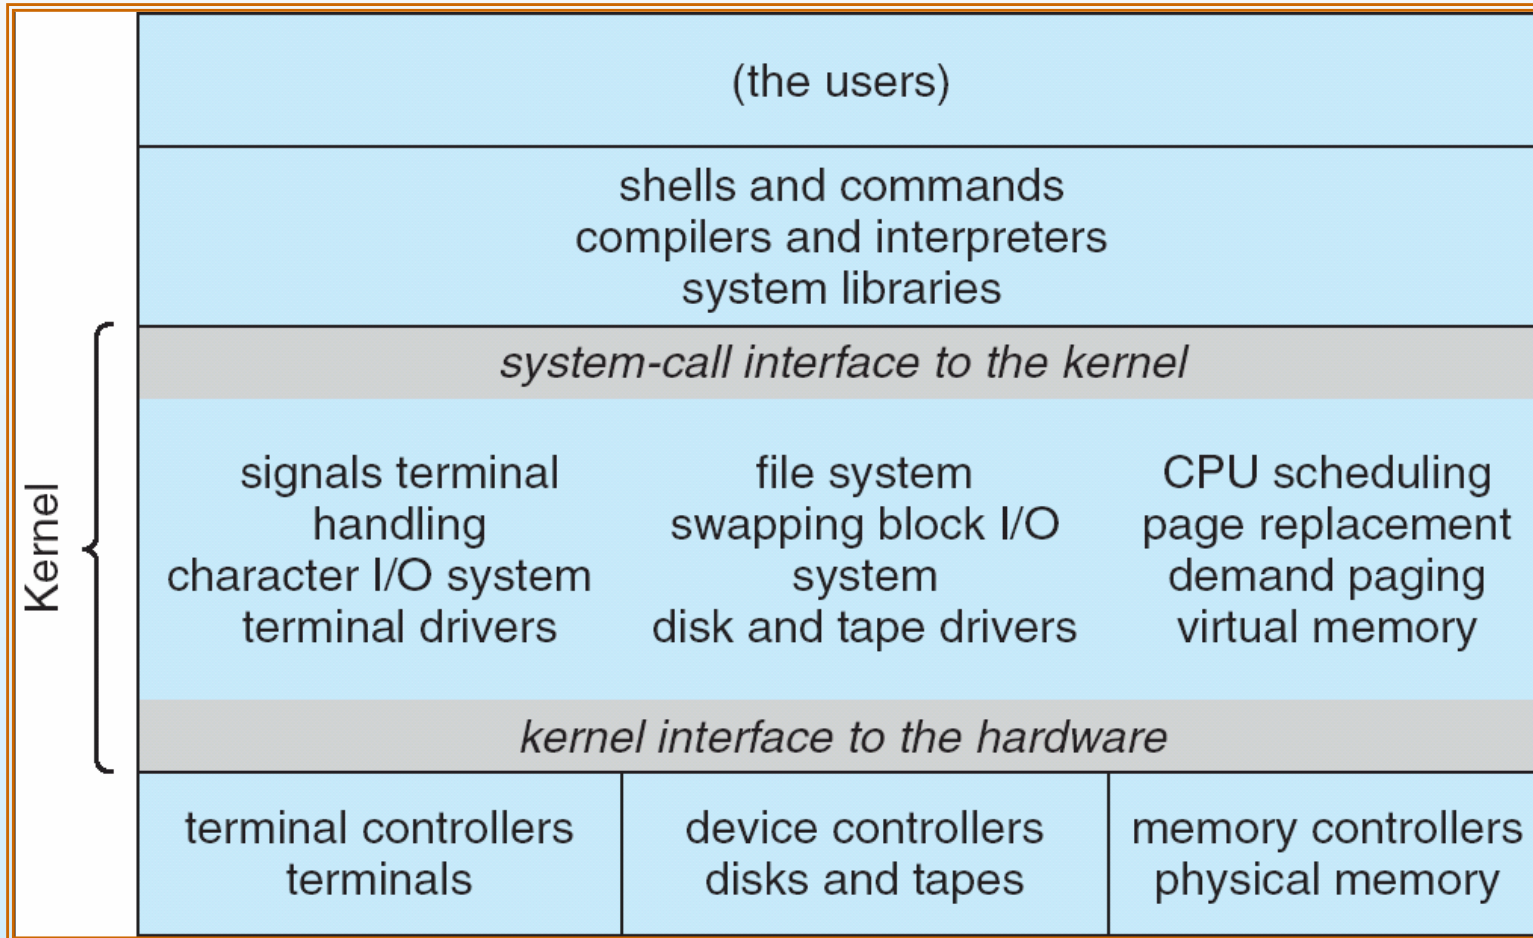 (the users)
shells and commands
compilers and interpreters
system libraries
Kernel
system-call interface to the kernel
signals terminal
handling
character I/O system
terminal drivers
file system
swapping block I/O
system
disk and tape drivers
CPU scheduling
page replacement
demand paging
virtual memory
kernel interface to the hardware
terminal controllers
terminals
device controllers
disks and tapes
memory controllers
physical memory